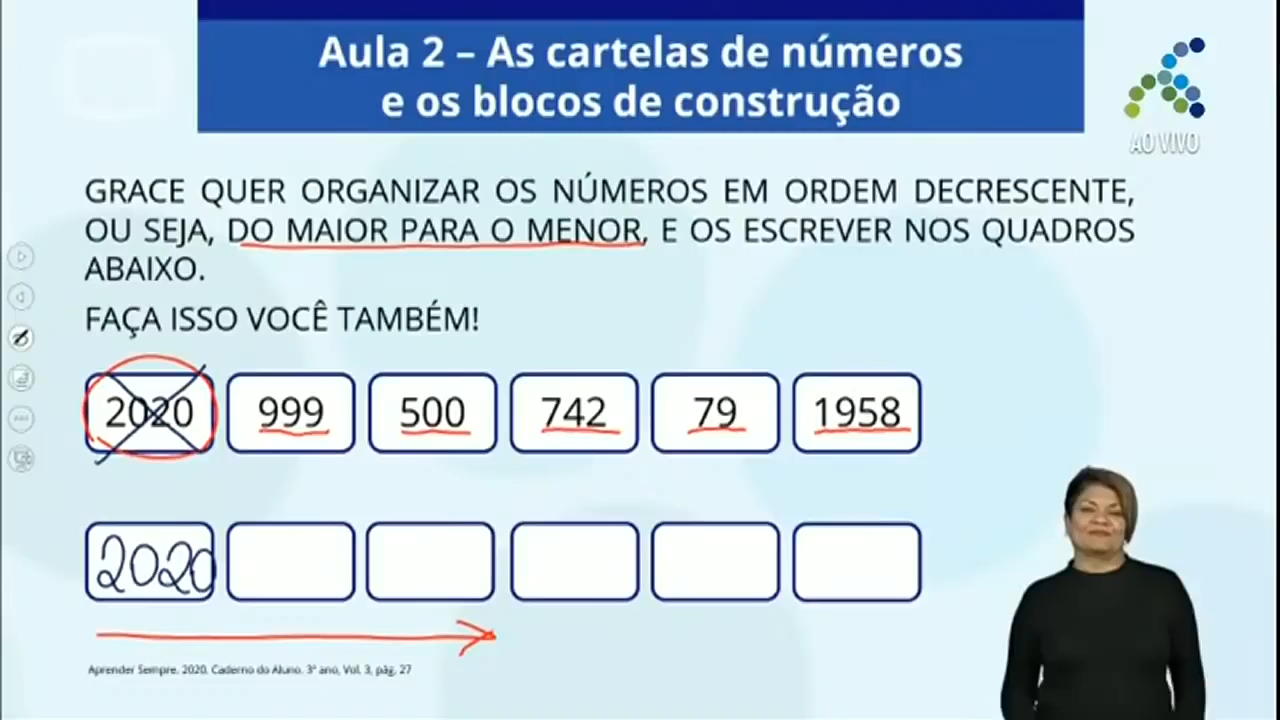 Aula 2 – As cartelas de números
e os blocos de construção
AO VIVO
GRACE QUER ORGANIZAR OS NÚMEROS EM ORDEM DECRESCENTE,
OU SEJA, DO MAIOR PARA O MENOR, E OS ESCREVER NOS QUADROS
ABAIXO.
FAÇA ISSO VOCÊ TAMBÉM!
2020 999 500 742 79 1958
2020
Aprender Sempre, 2020. Caderno do Aluno. 3º ano, Vol. 3, pág. 27